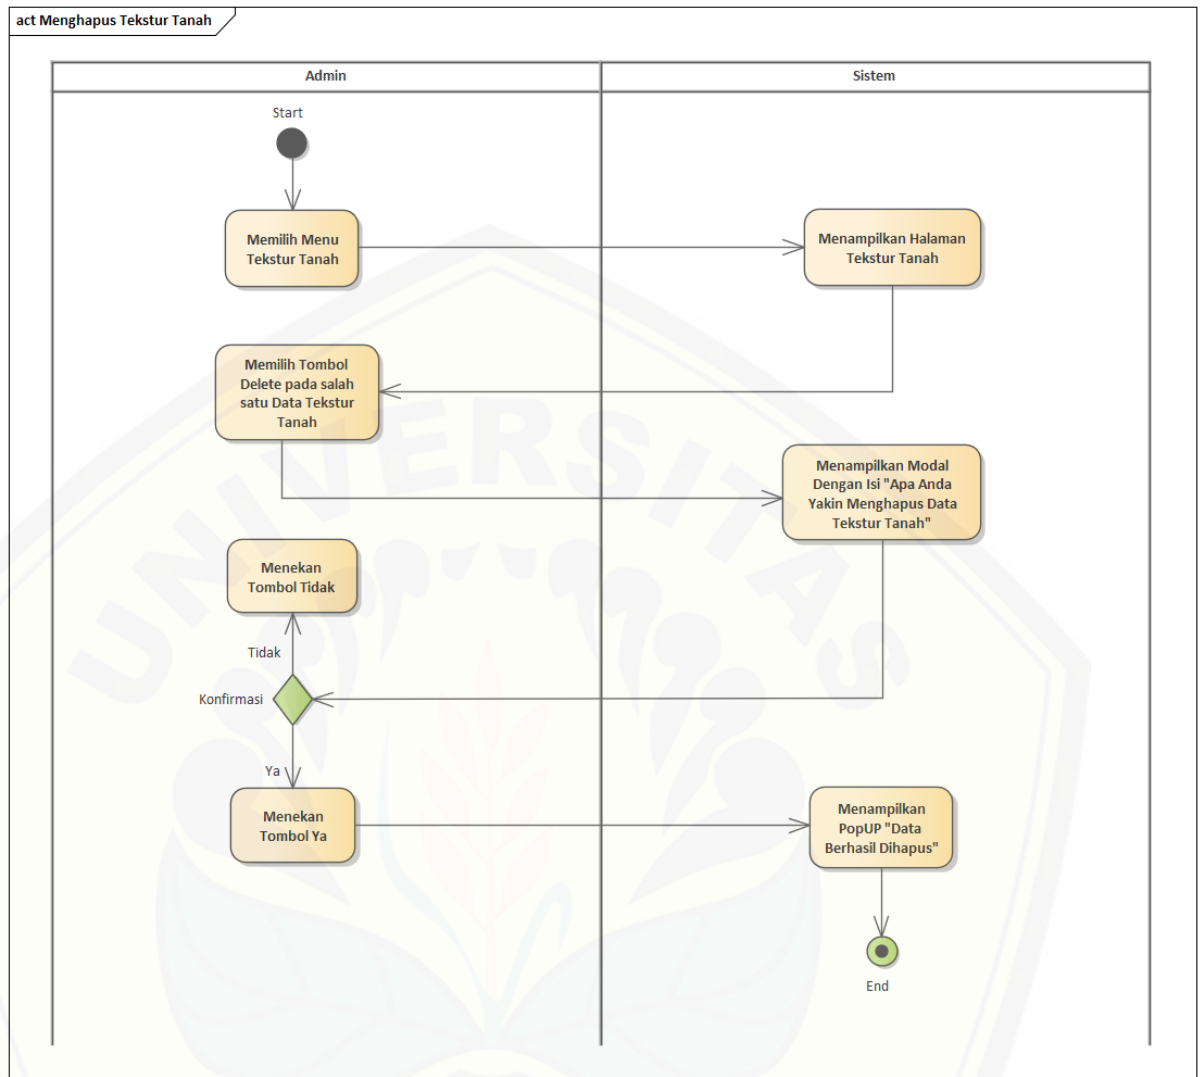 act Menghapus Tekstur Tanah
Admin
Sistem
Start
Memilih Menu
Tekstur Tanah
Menampilkan Halaman
Tekstur Tanah
Memilih Tombol
Delete pada salah
satu Data Tekstur
Tanah
Menampilkan Modal
Dengan Isi "Apa Anda
Yakin Menghapus Data
Tekstur Tanah"
Menekan
Tombol Tidak
Tidak
Konfirmasi
Ya
Menekan
Tombol Ya
Menampilkan
PopUP "Data
Berhasil Dihapus"
End
UNIVERSITAS